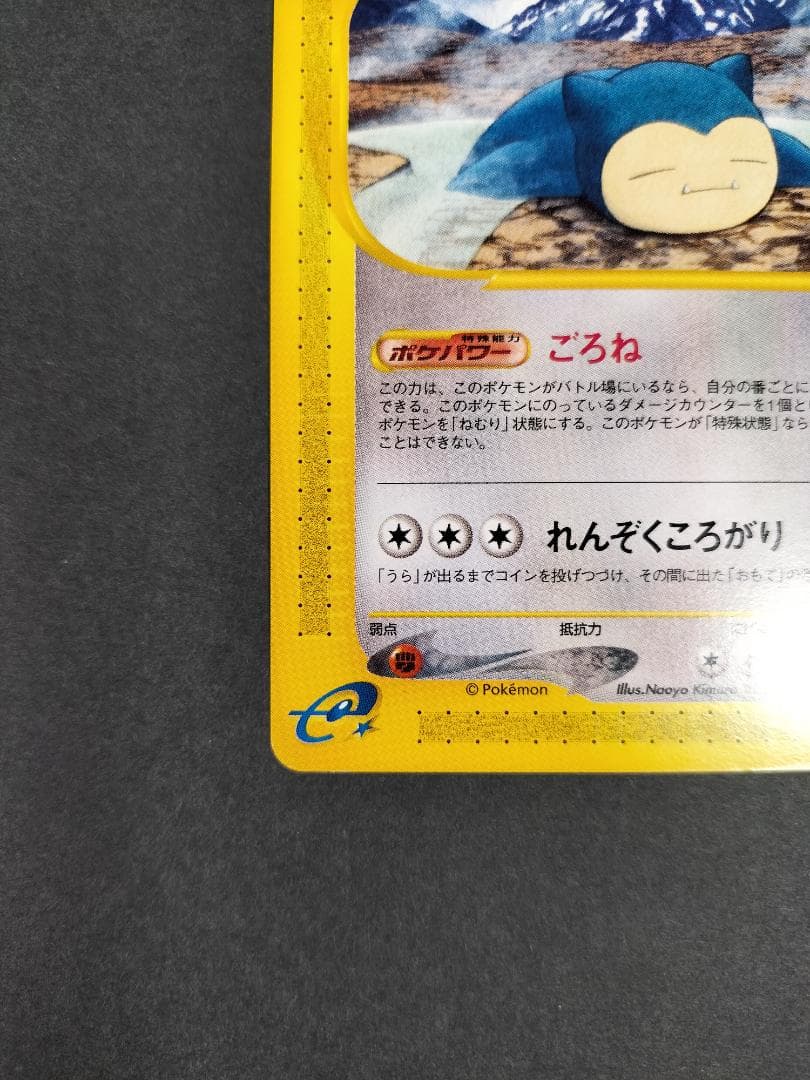 特殊能力
ポケパワー ごろね
この力は、このポケモンがバトル場にいるなら、自分の番ごとに
できる。このポケモンにのっているダメージカウンターを1個と
ポケモンを「ねむり」状態にする。このポケモンが「特殊状態」なら
ことはできない。
れんぞくころがり
「うら」が出るまでコインを投げつづけ、その間に出た「おもて」の
弱点 抵抗力
© Pokémon Illus.Naoyo Kimura